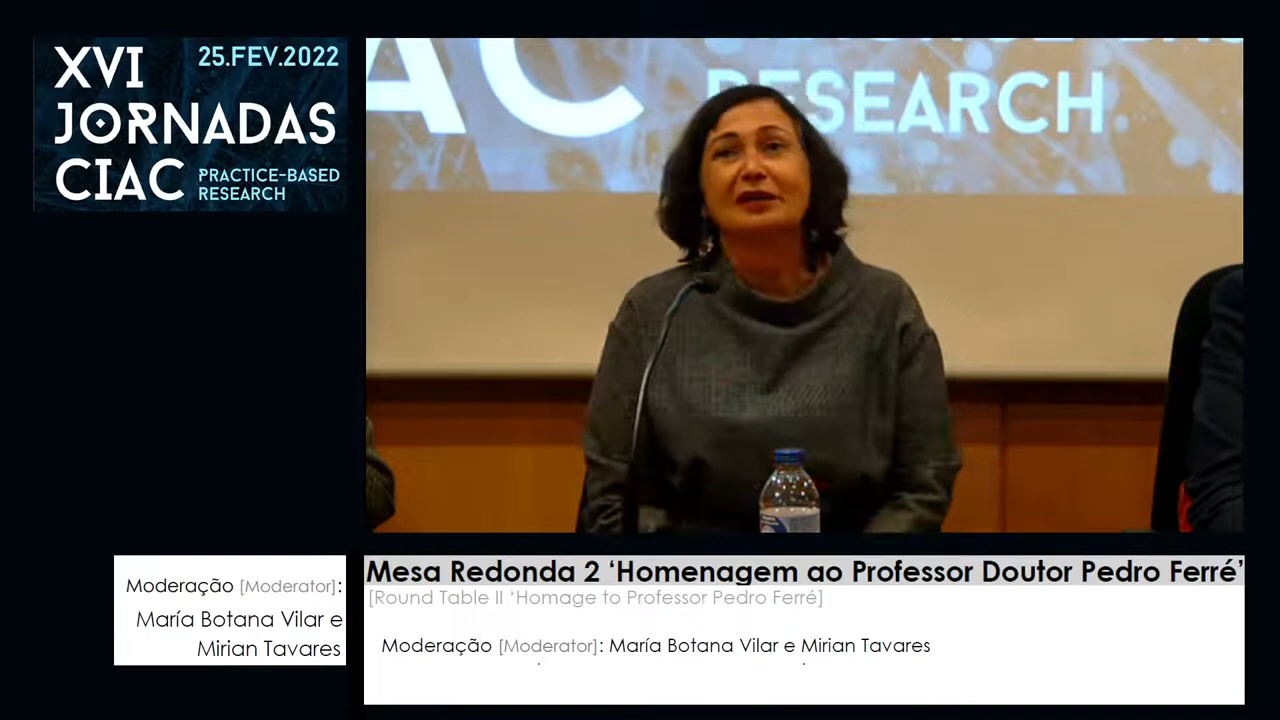 XVI
25.FEV.2022
JORNADAS
CIAC
PRACTICE-BASED
RESEARCH
AC
RESEARCH
Moderação [Moderator]:
María Botana Vilar e
Mirian Tavares
Mesa Redonda 2 ‘Homenagem ao Professor Doutor Pedro Ferré’
[Round Table II ‘Homage to Professor Pedro Ferré]
Moderação [Moderator]: María Botana Vilar e Mirian Tavares